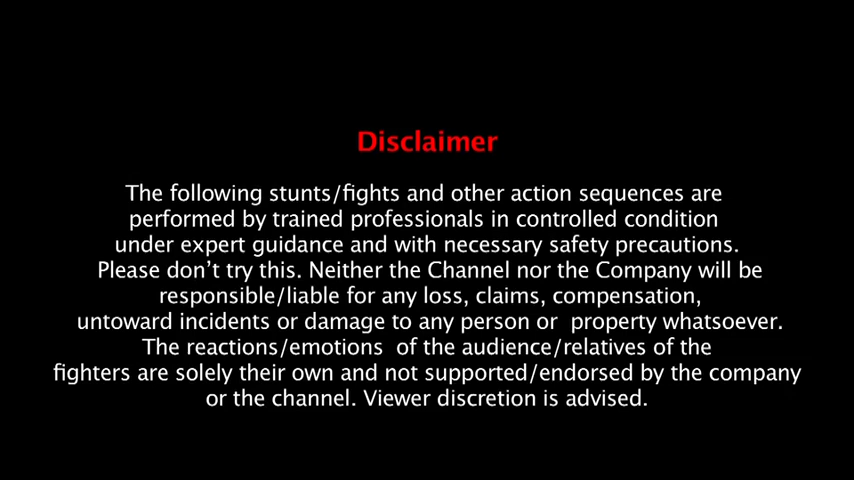 Disclaimer
The following stunts/fights and other action sequences are
performed by trained professionals in controlled condition
under expert guidance and with necessary safety precautions.
Please don't try this. Neither the Channel nor the Company will be
responsible/liable for any loss, claims, compensation,
untoward incidents or damage to any person or property whatsoever.
The reactions/emotions of the audience/relatives of the
fighters are solely their own and not supported/endorsed by the company
or the channel. Viewer discretion is advised.